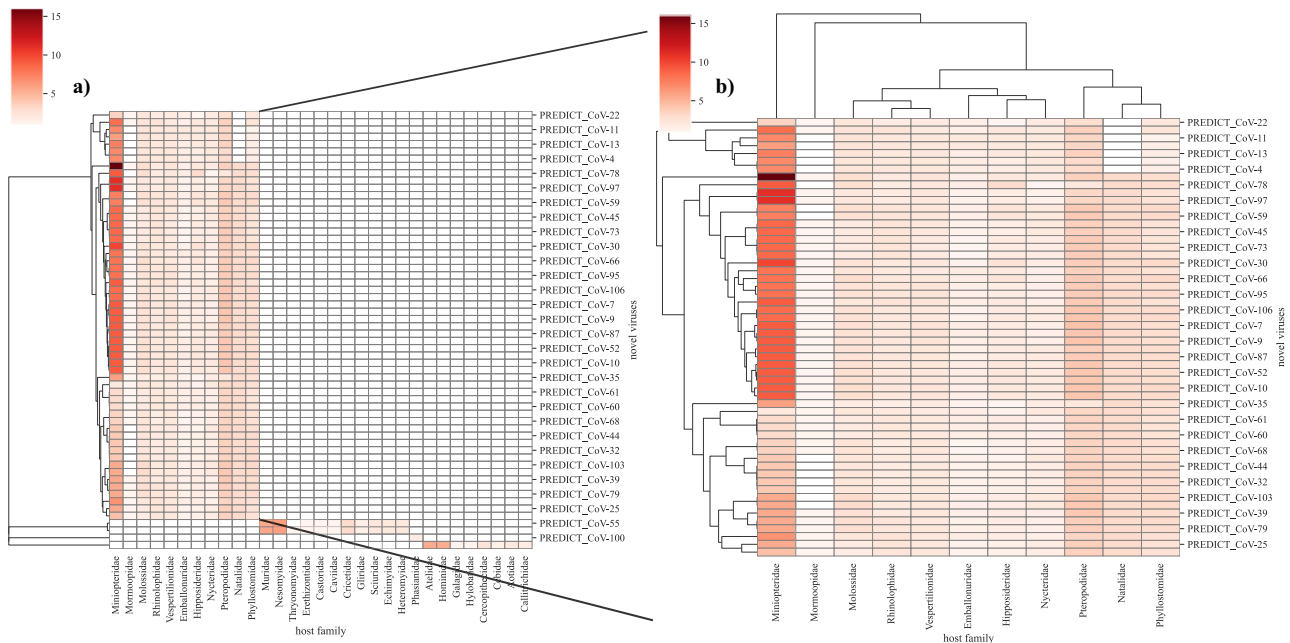 15
10
5
a)
PREDICT_CoV-22
PREDICT_CoV-11
PREDICT_CoV-13
PREDICT_CoV-4
PREDICT_CoV-78
PREDICT_CoV-97
PREDICT_CoV-59
PREDICT_CoV-45
PREDICT_CoV-73
PREDICT_CoV-30
PREDICT_CoV-66
PREDICT_CoV-95
PREDICT_CoV-106
PREDICT_CoV-7
PREDICT_CoV-9
PREDICT_CoV-87
PREDICT_CoV-52
PREDICT_CoV-10
PREDICT_CoV-35
PREDICT_CoV-61
PREDICT_CoV-60
PREDICT_CoV-68
PREDICT_CoV-44
PREDICT_CoV-32
PREDICT_CoV-103
PREDICT_CoV-39
PREDICT_CoV-79
PREDICT_CoV-25
PREDICT_CoV-55
PREDICT_CoV-100
novel viruses
Miniopteridae
Mormoopidae
Molossidae
Rhinolophidae
Vespertilionidae
Emballonuridae
Hipposideridae
Nycteridae
Pteropodidae
Natalidae
Phyllostomidae
Muridae
Nesomyidae
Thryonomyidae
Erethizontidae
Castoridae
Caviidae
Cricetidae
Gliridae
Sciuridae
Echimyidae
Heteromyidae
Phasianidae
Atelidae
Hominidae
Galagidae
Hylobatidae
Cercopithecidae
Cebidae
Aotidae
Callitrichidae
host family
15
10
5
b)
PREDICT_CoV-22
PREDICT_CoV-11
PREDICT_CoV-13
PREDICT_CoV-4
PREDICT_CoV-78
PREDICT_CoV-97
PREDICT_CoV-59
PREDICT_CoV-45
PREDICT_CoV-73
PREDICT_CoV-30
PREDICT_CoV-66
PREDICT_CoV-95
PREDICT_CoV-106
PREDICT_CoV-7
PREDICT_CoV-9
PREDICT_CoV-87
PREDICT_CoV-52
PREDICT_CoV-10
PREDICT_CoV-35
PREDICT_CoV-61
PREDICT_CoV-60
PREDICT_CoV-68
PREDICT_CoV-44
PREDICT_CoV-32
PREDICT_CoV-103
PREDICT_CoV-39
PREDICT_CoV-79
PREDICT_CoV-25
novel viruses
Miniopteridae
Mormoopidae
Molossidae
Rhinolophidae
Vespertilionidae
Emballonuridae
Hipposideridae
Nycteridae
Pteropodidae
Natalidae
Phyllostomidae
host family